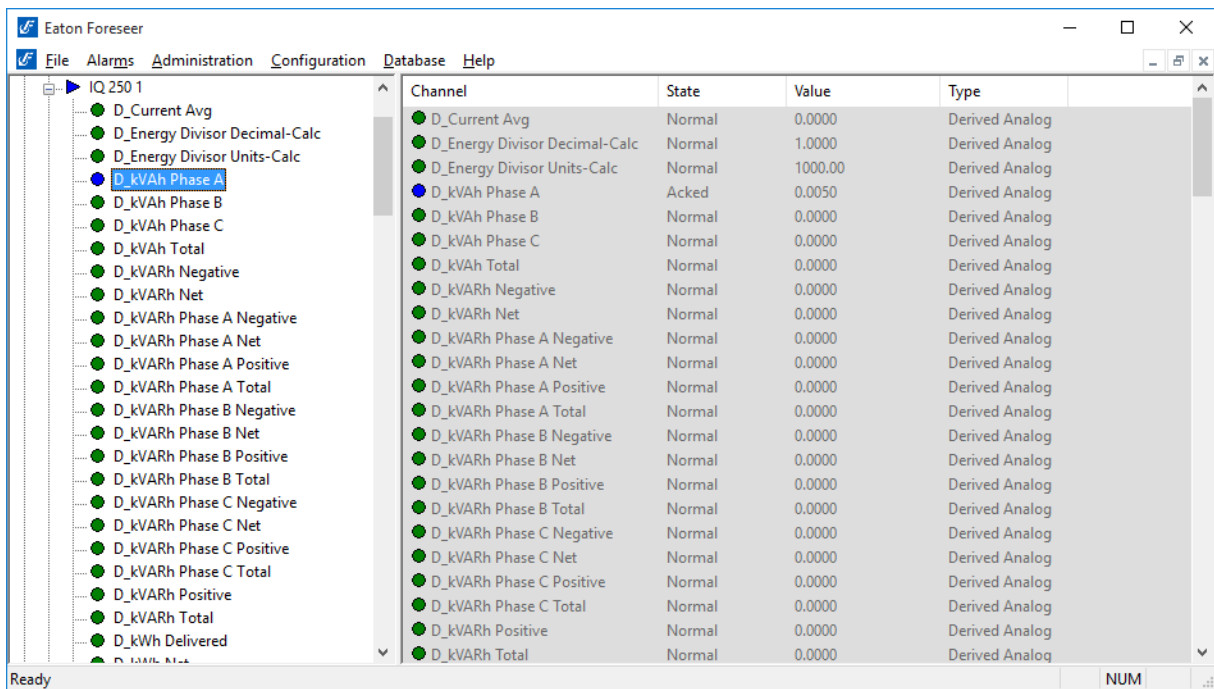 Eaton Foreseer
File Alarms Administration Configuration Database Help
IQ 250 1
D_Current Avg
D_Energy Divisor Decimal-Calc
D_Energy Divisor Units-Calc
D_kVAh Phase A
D_kVAh Phase B
D_kVAh Phase C
D_kVAh Total
D_kVARh Negative
D_kVARh Net
D_kVARh Phase A Negative
D_kVARh Phase A Net
D_kVARh Phase A Positive
D_kVARh Phase A Total
D_kVARh Phase B Negative
D_kVARh Phase B Net
D_kVARh Phase B Positive
D_kVARh Phase B Total
D_kVARh Phase C Negative
D_kVARh Phase C Net
D_kVARh Phase C Positive
D_kVARh Phase C Total
D_kVARh Positive
D_kVARh Total
D_kWh Delivered
D_kWh Net
Channel State Value Type
D_Current Avg Normal 0.0000 Derived Analog
D_Energy Divisor Decimal-Calc Normal 1.0000 Derived Analog
D_Energy Divisor Units-Calc Normal 1000.00 Derived Analog
D_kVAh Phase A Acked 0.0050 Derived Analog
D_kVAh Phase B Normal 0.0000 Derived Analog
D_kVAh Phase C Normal 0.0000 Derived Analog
D_kVAh Total Normal 0.0000 Derived Analog
D_kVARh Negative Normal 0.0000 Derived Analog
D_kVARh Net Normal 0.0000 Derived Analog
D_kVARh Phase A Negative Normal 0.0000 Derived Analog
D_kVARh Phase A Net Normal 0.0000 Derived Analog
D_kVARh Phase A Positive Normal 0.0000 Derived Analog
D_kVARh Phase A Total Normal 0.0000 Derived Analog
D_kVARh Phase B Negative Normal 0.0000 Derived Analog
D_kVARh Phase B Net Normal 0.0000 Derived Analog
D_kVARh Phase B Positive Normal 0.0000 Derived Analog
D_kVARh Phase B Total Normal 0.0000 Derived Analog
D_kVARh Phase C Negative Normal 0.0000 Derived Analog
D_kVARh Phase C Net Normal 0.0000 Derived Analog
D_kVARh Phase C Positive Normal 0.0000 Derived Analog
D_kVARh Phase C Total Normal 0.0000 Derived Analog
D_kVARh Positive Normal 0.0000 Derived Analog
D_kVARh Total Normal 0.0000 Derived Analog
Ready NUM